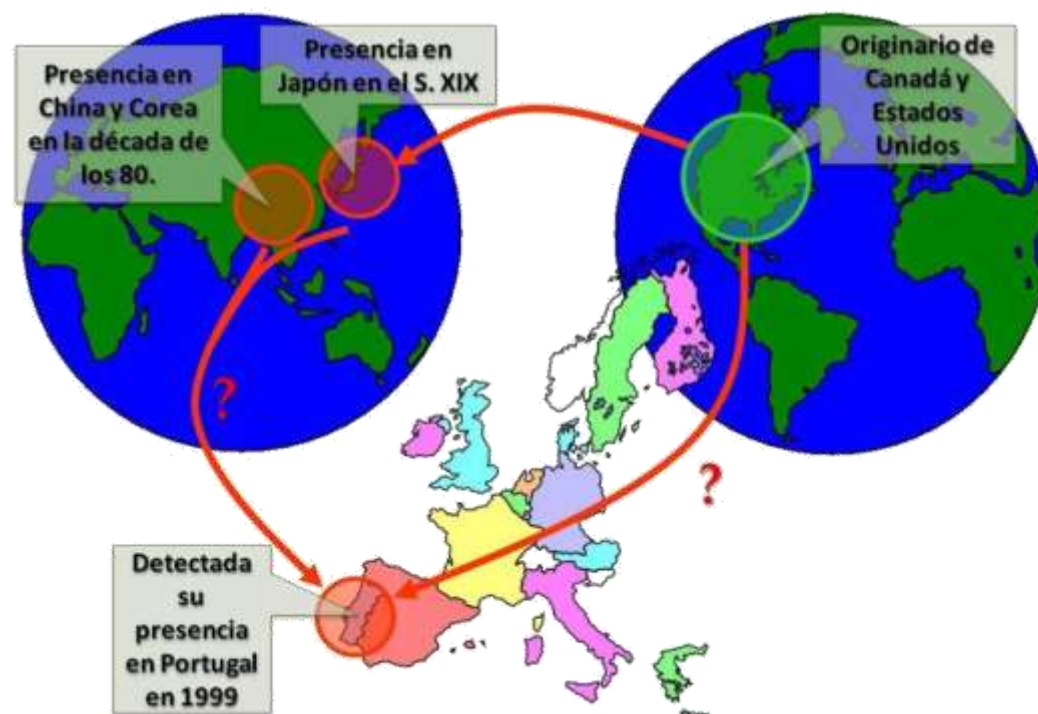 Presencia en
China y Corea
en la década de
los 80.
Presencia en
Japón en el S. XIX
Originario de
Canadá y
Estados
Unidos
?
?
Detectada
su
presencia
en Portugal
en 1999